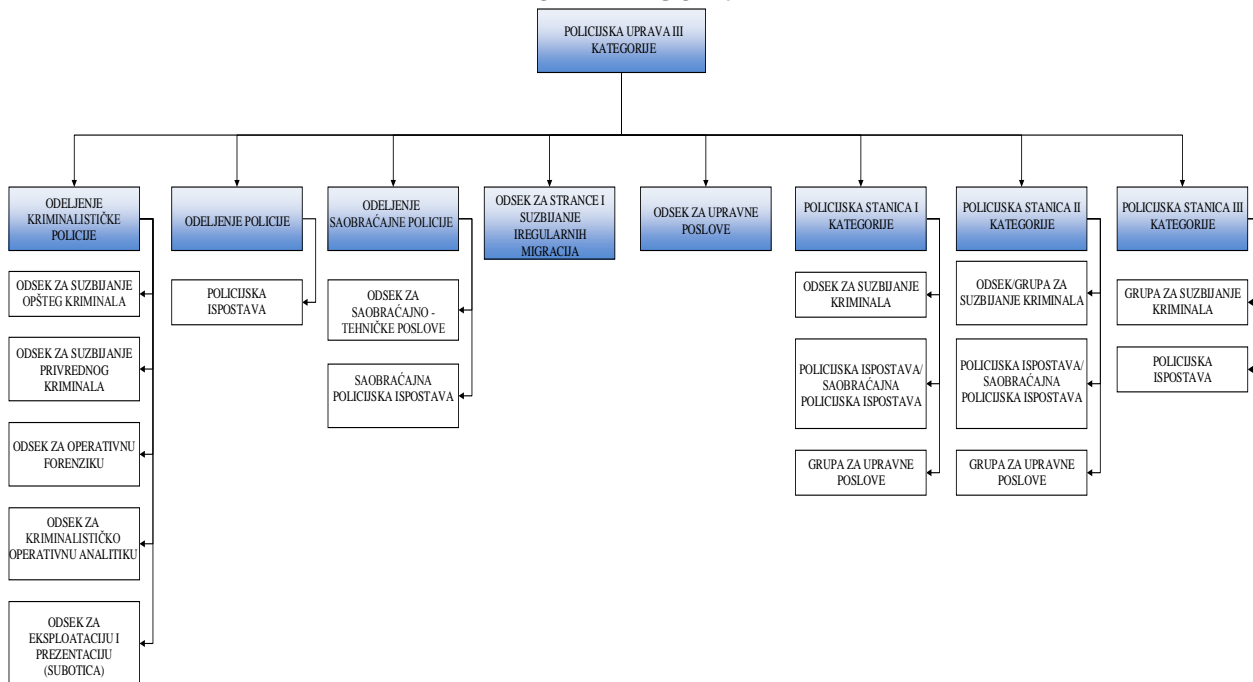 POLICIJSKA UPRAVA III
KATEGORIJE
ODELJENJE
KRIMINALISTIČKE
POLICIJE
ODELJENJE POLICIJE
ODELJENJE
SAOBRAĆAJNE POLICIJE
ODSEK ZA STRANCE I
SUZBIJANJE
IREGULARNIH
MIGRACIJA
ODSEK ZA UPRAVNE
POSLOVE
POLICIJSKA STANICA I
KATEGORIJE
POLICIJSKA STANICA II
KATEGORIJE
POLICIJSKA STANICA III
KATEGORIJE
ODSEK ZA SUZBIJANJE
OPŠTEG KRIMINALA
ODSEK ZA SUZBIJANJE
PRIVREDNOG
KRIMINALA
ODSEK ZA OPERATIVNU
FORENZIKU
ODSEK ZA
KRIMINALISTIČKO
OPERATIVNU ANALITIKU
ODSEK ZA
EKSPLOATACIJU I
PREZENTACIJU
(SUBOTICA)
POLICIJSKA
ISPOSTAVA
ODSEK ZA
SAOBRAĆAJNO -
TEHNIČKE POSLOVE
SAOBRAĆAJNA
POLICIJSKA ISPOSTAVA
ODSEK ZA SUZBIJANJE
KRIMINALA
POLICIJSKA ISPOSTAVA/
SAOBRAĆAJNA
POLICIJSKA ISPOSTAVA
GRUPA ZA UPRAVNE
POSLOVE
ODSEK/GRUPA ZA
SUZBIJANJE KRIMINALA
POLICIJSKA ISPOSTAVA/
SAOBRAĆAJNA
POLICIJSKA ISPOSTAVA
GRUPA ZA UPRAVNE
POSLOVE
GRUPA ZA SUZBIJANJE
KRIMINALA
POLICIJSKA
ISPOSTAVA